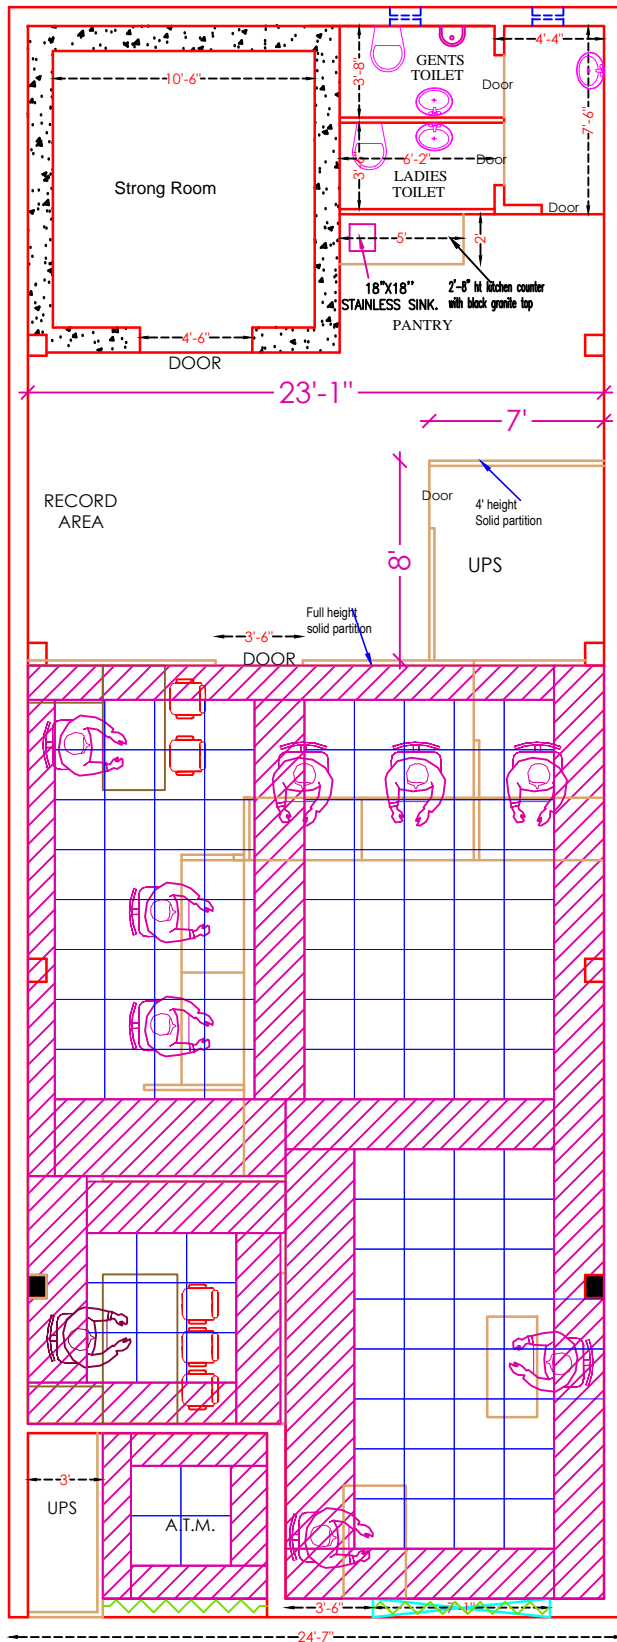 4'-4"
GENTS
TOILET
3'-8"
10'-6"
Door
7'-6"
6'-2"
Door
3'-6"
LADIES
TOILET
Strong Room
Door
5'
2'
18"X18"
STAINLESS SINK.
2'-8" ht kitchen counter
with black granite top
PANTRY
4'-6"
DOOR
23'-1"
7'
RECORD
AREA
Door
4' height
Solid partition
8'
UPS
Full height
solid partition
3'-6"
DOOR
3'
UPS
A.T.M.
3'-6"
7'-1"
24'-7"